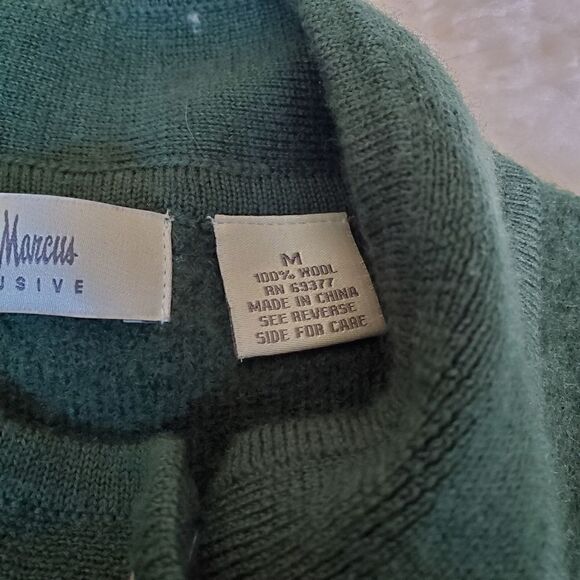 Marcus
USIVE
M
100% WOOL
RN 69377
MADE IN CHINA
SEE REVERSE
SIDE FOR CARE